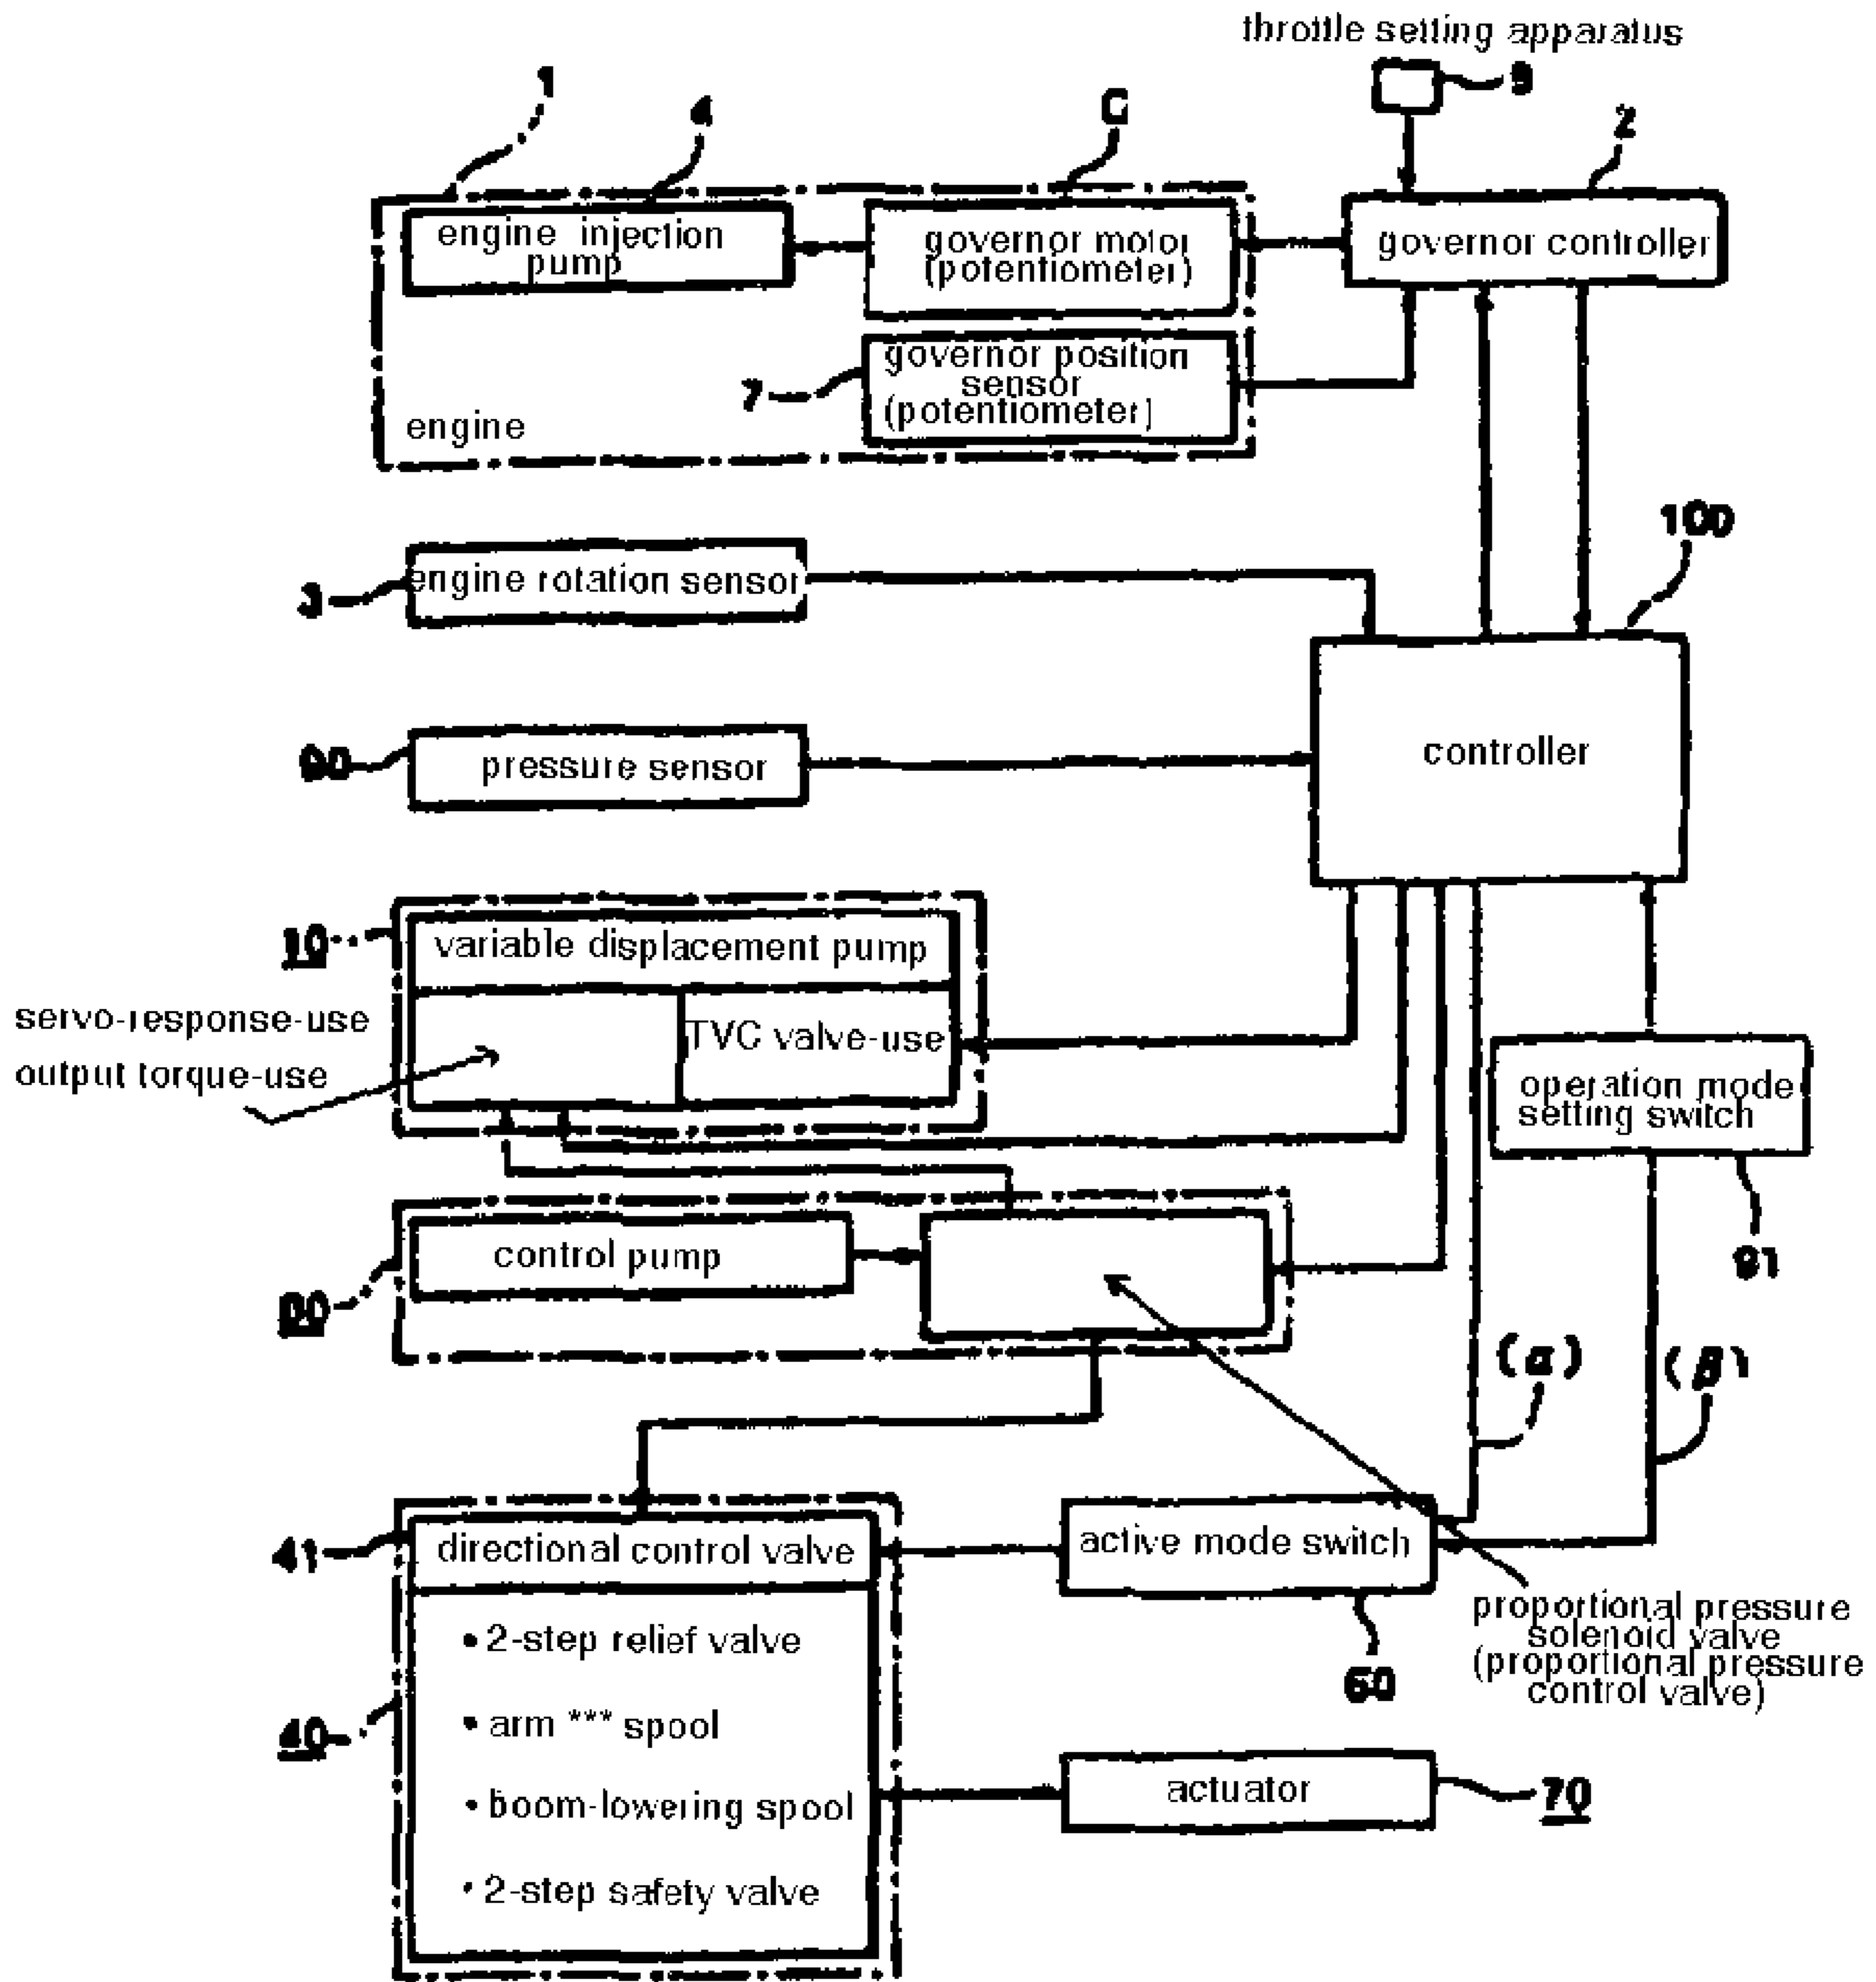 throttle setting apparatus
1
4
9
2
engine injection
pump
governor motor
(potentiometer)
governor controller
governor position
sensor
(potentiometer)
7
engine
100
engine rotation sensor
3
controller
pressure sensor
90
10
variable displacement pump
servo-response-use
TVC valve-use
output torque-use
operation mode
setting switch
control pump
91
(α)
(β)
directional control valve
41
active mode switch
2-step relief valve
proportional pressure
solenoid valve
(proportional pressure
control valve)
60
• arm *** spool
40
• boom-lowering spool
actuator
70
• 2-step safety valve